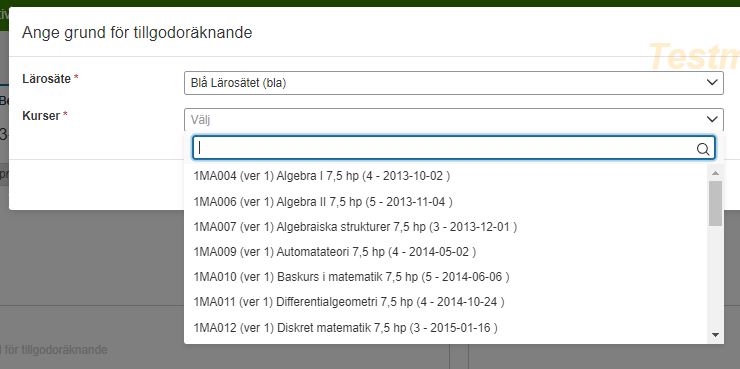 Ange grund för tillgodoräknande
Testm
Lärosäte *
Blå Lärosätet (bla)
Kurser *
Välj
1MA004 (ver 1) Algebra I 7,5 hp (4 - 2013-10-02 )
1MA006 (ver 1) Algebra II 7,5 hp (5 - 2013-11-04 )
1MA007 (ver 1) Algebraiska strukturer 7,5 hp (3 - 2013-12-01 )
1MA009 (ver 1) Automatateori 7,5 hp (4 - 2014-05-02 )
1MA010 (ver 1) Baskurs i matematik 7,5 hp (5 - 2014-06-06 )
1MA011 (ver 1) Differentialgeometri 7,5 hp (4 - 2014-10-24 )
1MA012 (ver 1) Diskret matematik 7,5 hp (3 - 2015-01-16 )
för tillgodoräknande